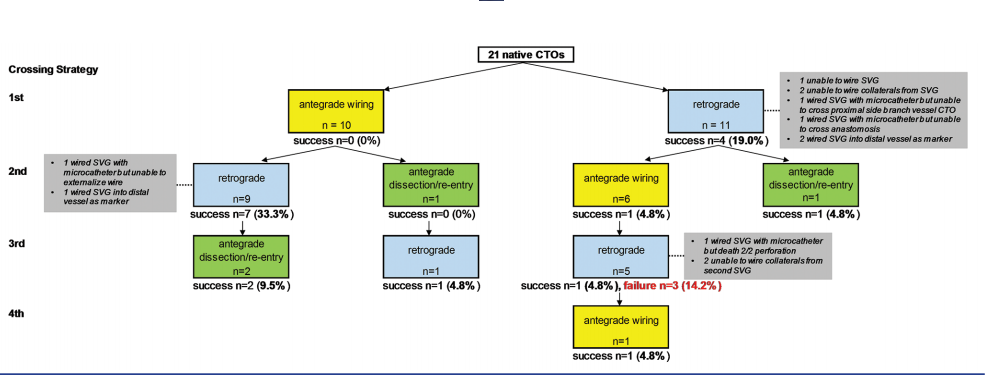 21 native CTOs
Crossing Strategy
1st
antegrade wiring
n = 10
success n=0 (0%)
retrograde
n = 11
success n=4 (19.0%)
• 1 unable to wire SVG
• 2 unable to wire collaterals from SVG
• 1 wired SVG with microcatheter but unable
to cross proximal side branch vessel CTO
• 1 wired SVG with microcatheter but unable
to cross anastomosis
• 2 wired SVG into distal vessel as marker
2nd
• 1 wired SVG with
microcatheter but unable to
externalize wire
• 1 wired SVG into distal
vessel as marker
retrograde
n=9
success n=7 (33.3%)
antegrade
dissection/re-entry
n=1
success n=0 (0%)
antegrade wiring
n=6
success n=1 (4.8%)
antegrade
dissection/re-entry
n=1
success n=1 (4.8%)
3rd
antegrade
dissection/re-entry
n=2
success n=2 (9.5%)
retrograde
n=1
success n=1 (4.8%)
retrograde
n=5
success n=1 (4.8%), failure n=3 (14.2%)
• 1 wired SVG with microcatheter
but death 2/2 perforation
• 2 unable to wire collaterals from
second SVG
4th
antegrade wiring
n=1
success n=1 (4.8%)